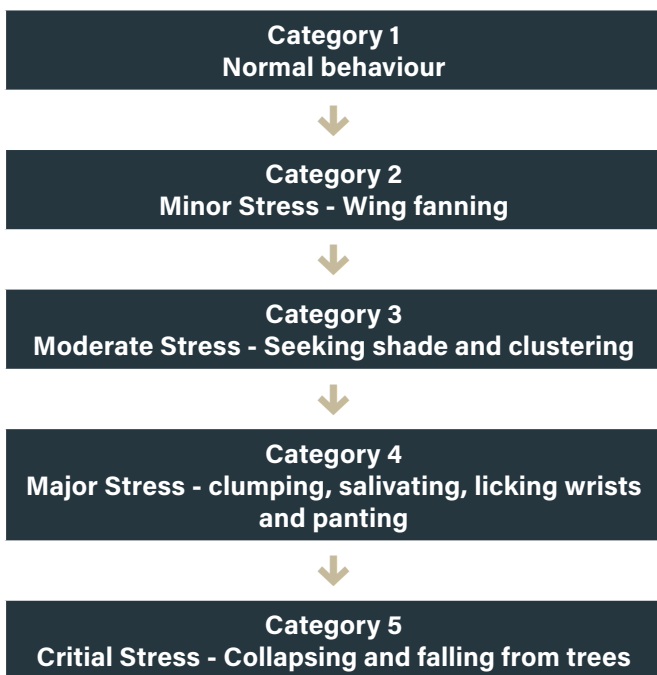 Category 1
Normal behaviour
Category 2
Minor Stress - Wing fanning
Category 3
Moderate Stress - Seeking shade and clustering
Category 4
Major Stress - clumping, salivating, licking wrists
and panting
Category 5
Critial Stress - Collapsing and falling from trees